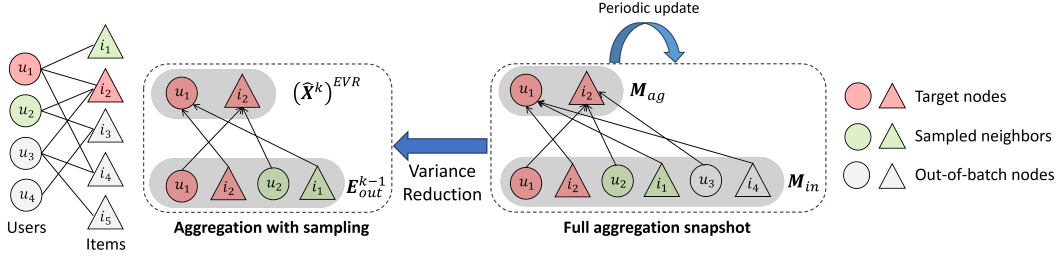 Periodic update
u₁
u₂
u₃
u₄
Users
i₁
i₂
i₃
i₄
i₅
Items
u₁ i₂ (X̂ᵏ)ᴱⱽᴿ
u₁ i₂ u₂ i₁ Eᵏ⁻¹ₒᵤₜ
Aggregation with sampling
Variance
Reduction
u₁ i₂ M_ag
u₁ i₂ u₂ i₁ u₃ i₄ M_in
Full aggregation snapshot
Target nodes
Sampled neighbors
Out-of-batch nodes